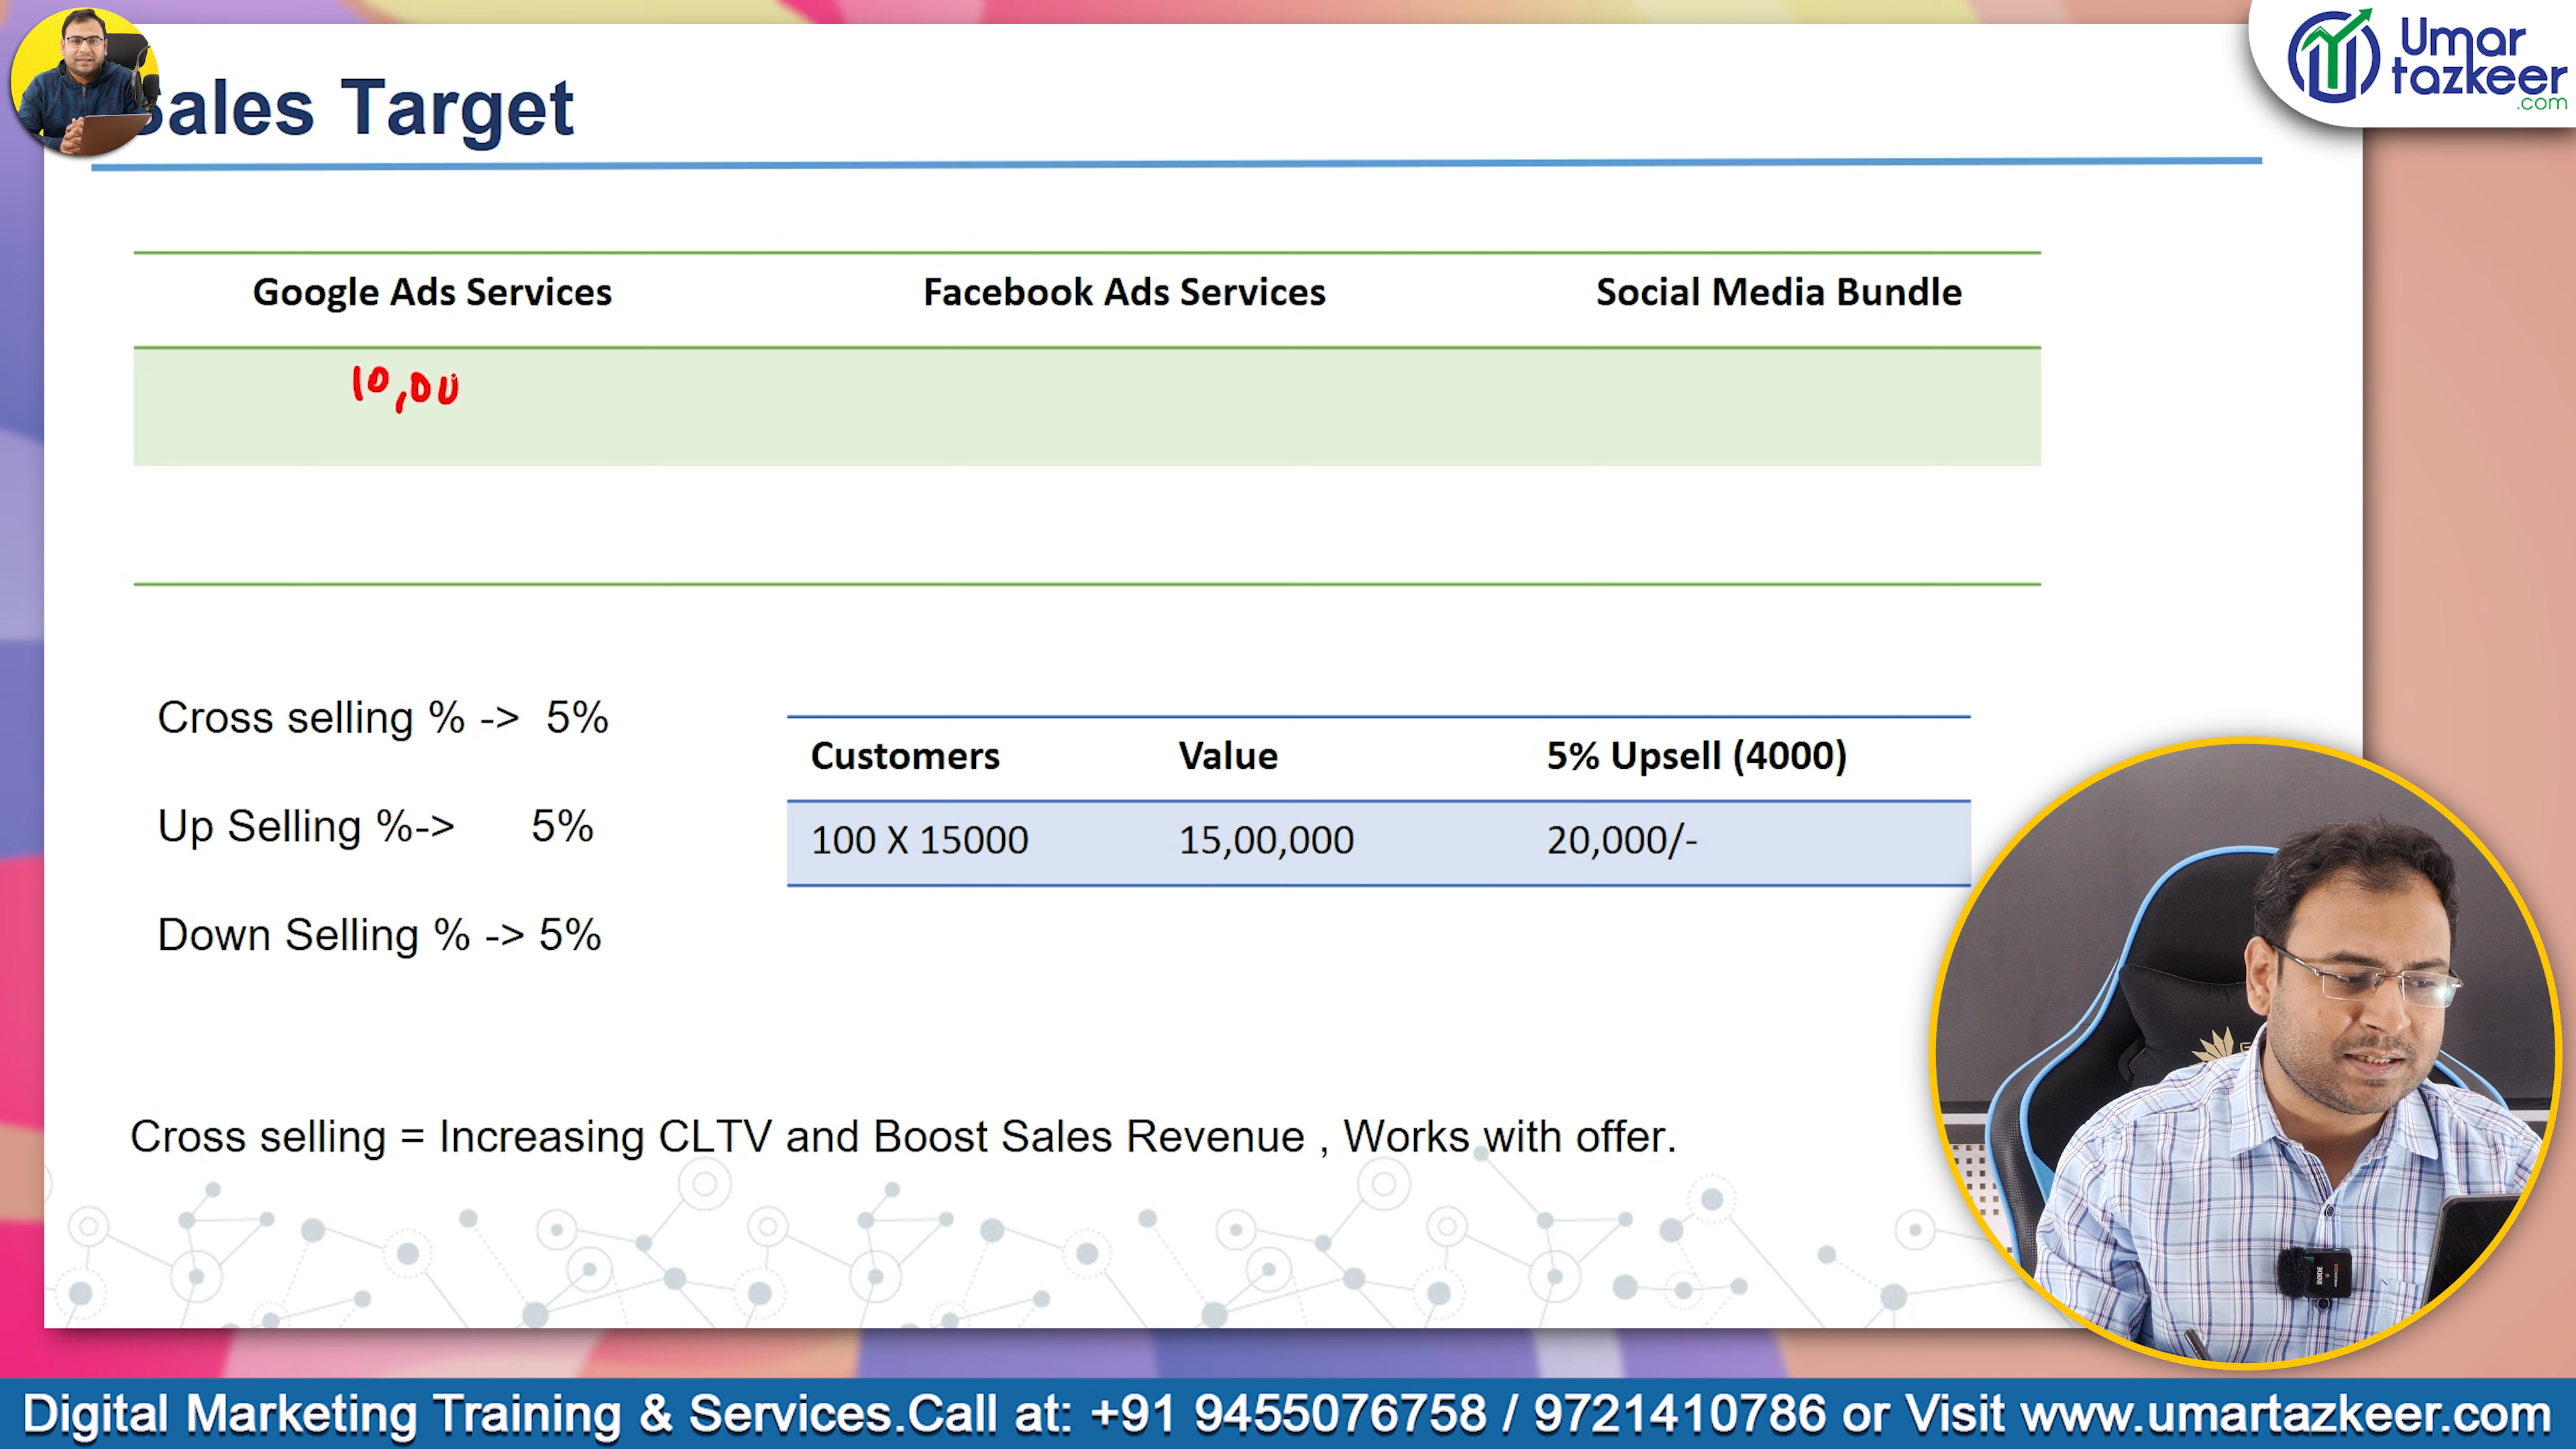 Umar
tazkeer
.com
Sales Target
Google Ads Services Facebook Ads Services Social Media Bundle
10,00
Cross selling % -> 5%
Up Selling %-> 5%
Down Selling % -> 5%
Customers Value 5% Upsell (4000)
100 X 15000 15,00,000 20,000/-
Cross selling = Increasing CLTV and Boost Sales Revenue , Works with offer.
RØDE
Digital Marketing Training & Services.Call at: +91 9455076758 / 9721410786 or Visit www.umartazkeer.com